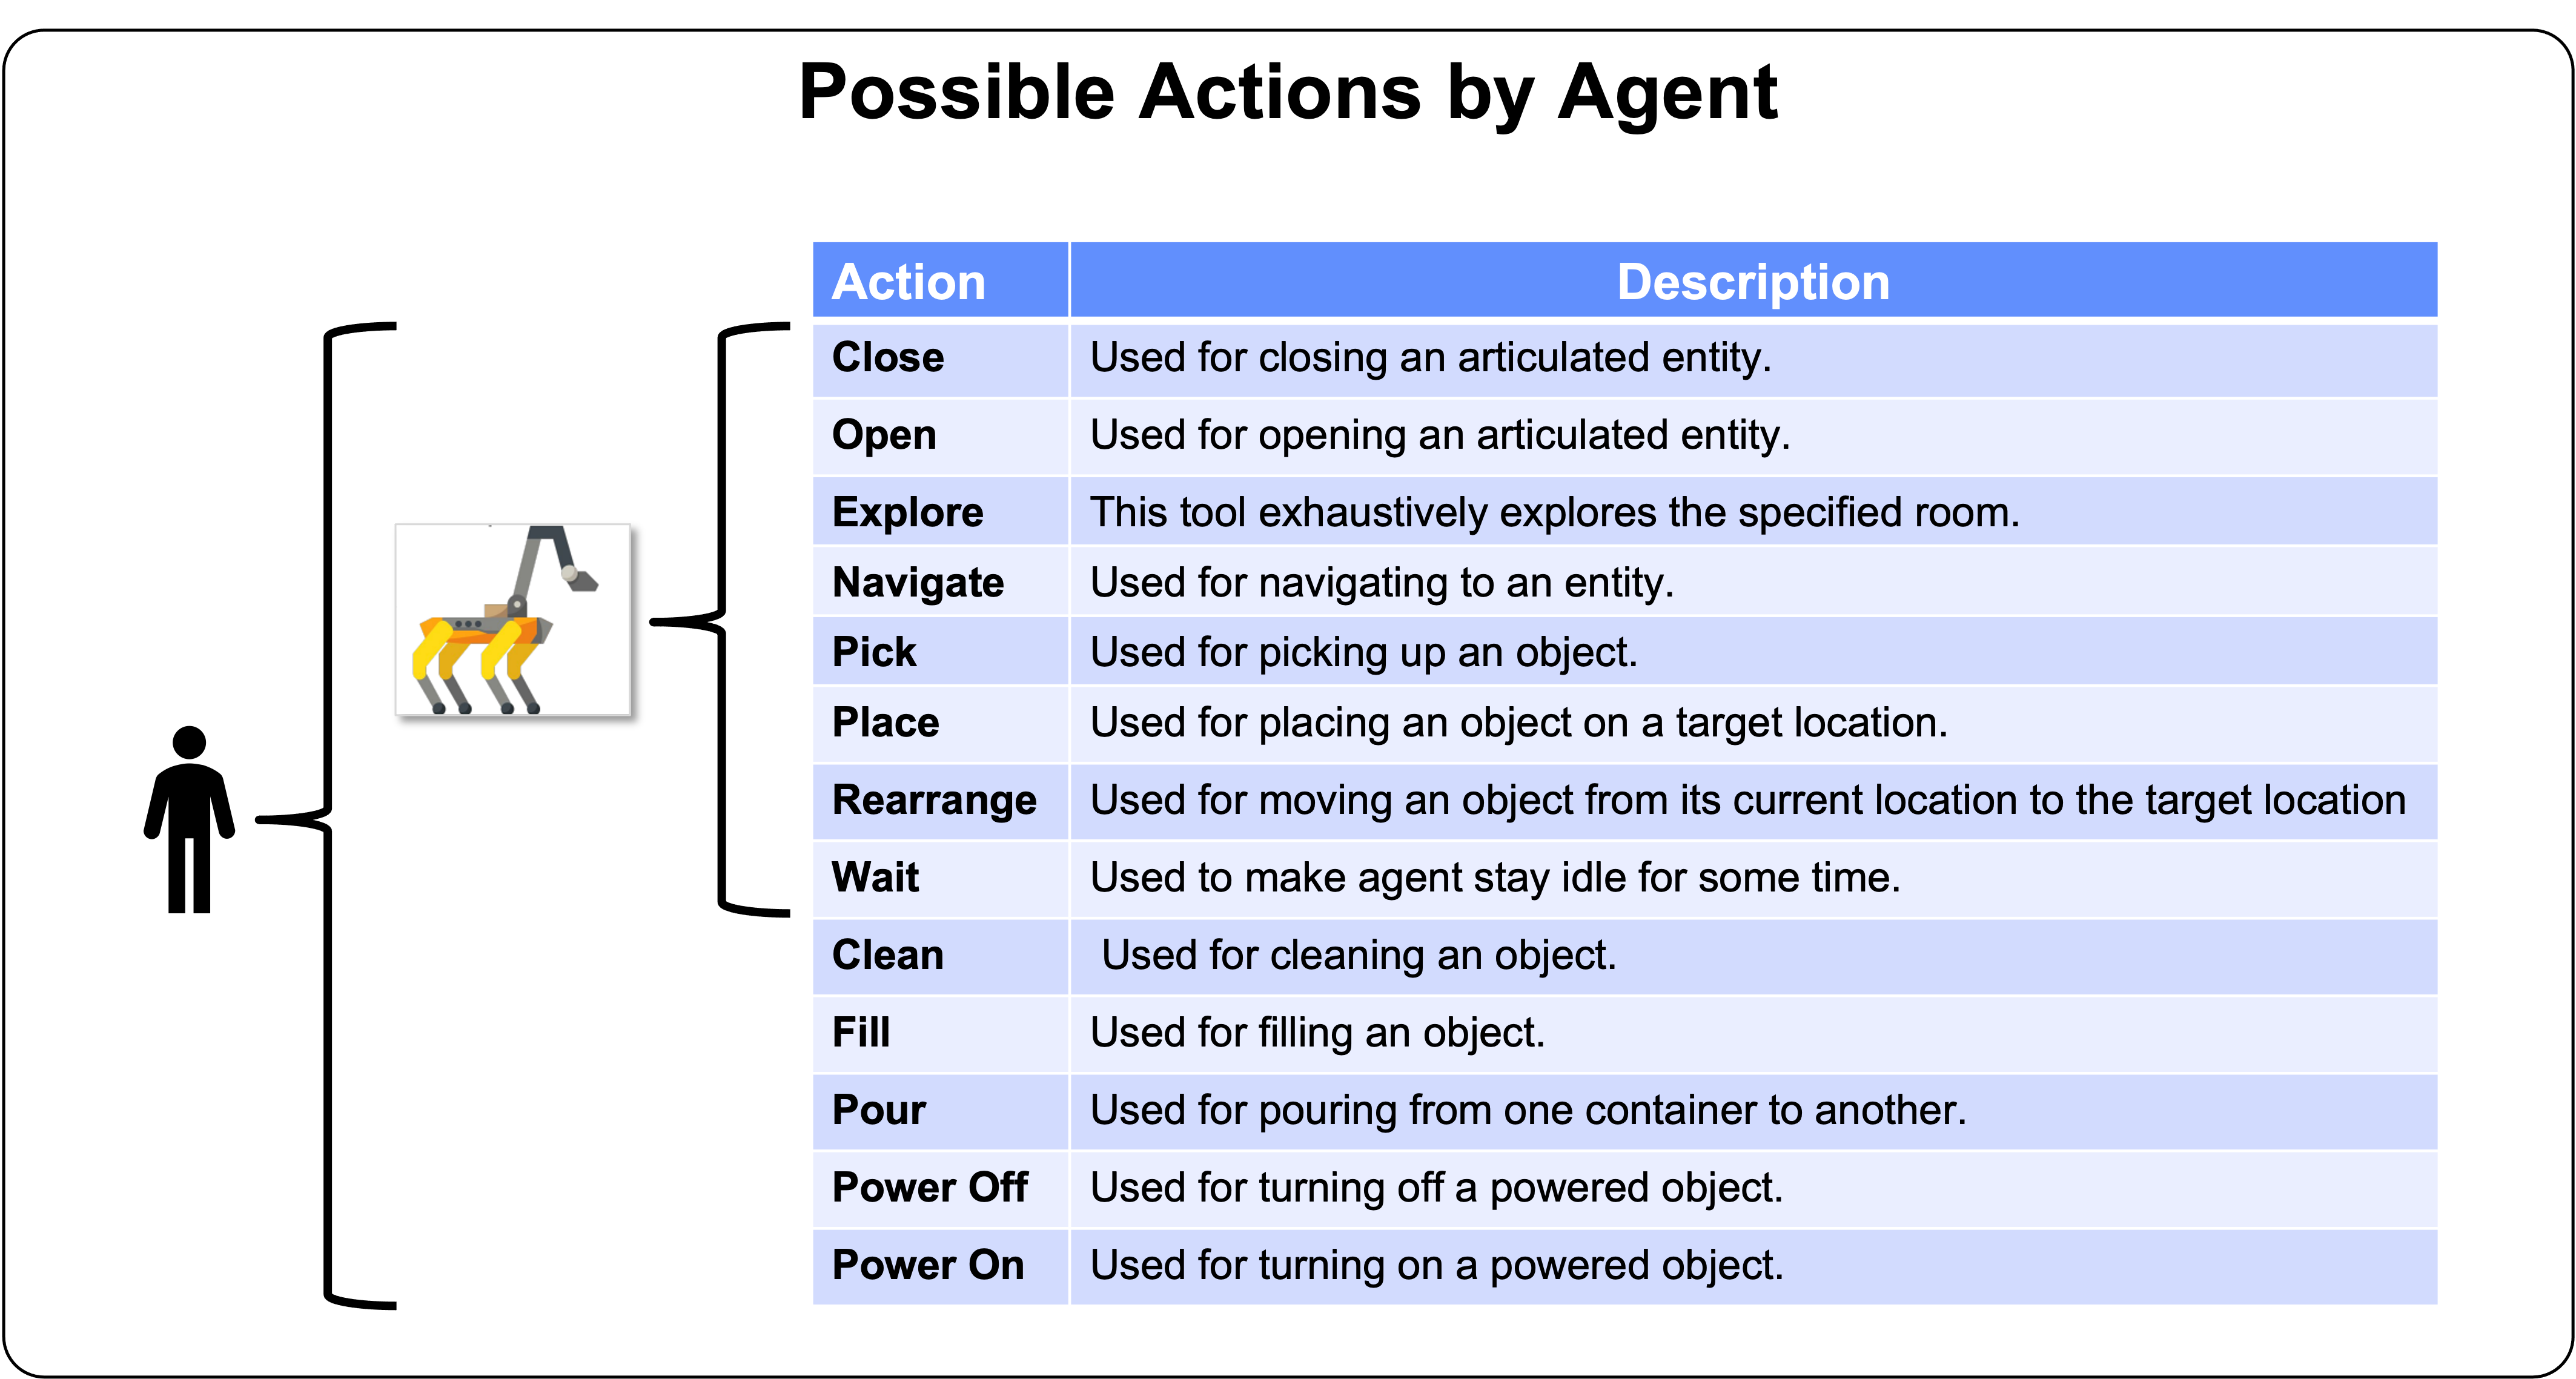 Possible Actions by Agent
Action Description
Close Used for closing an articulated entity.
Open Used for opening an articulated entity.
Explore This tool exhaustively explores the specified room.
Navigate Used for navigating to an entity.
Pick Used for picking up an object.
Place Used for placing an object on a target location.
Rearrange Used for moving an object from its current location to the target location
Wait Used to make agent stay idle for some time.
Clean Used for cleaning an object.
Fill Used for filling an object.
Pour Used for pouring from one container to another.
Power Off Used for turning off a powered object.
Power On Used for turning on a powered object.